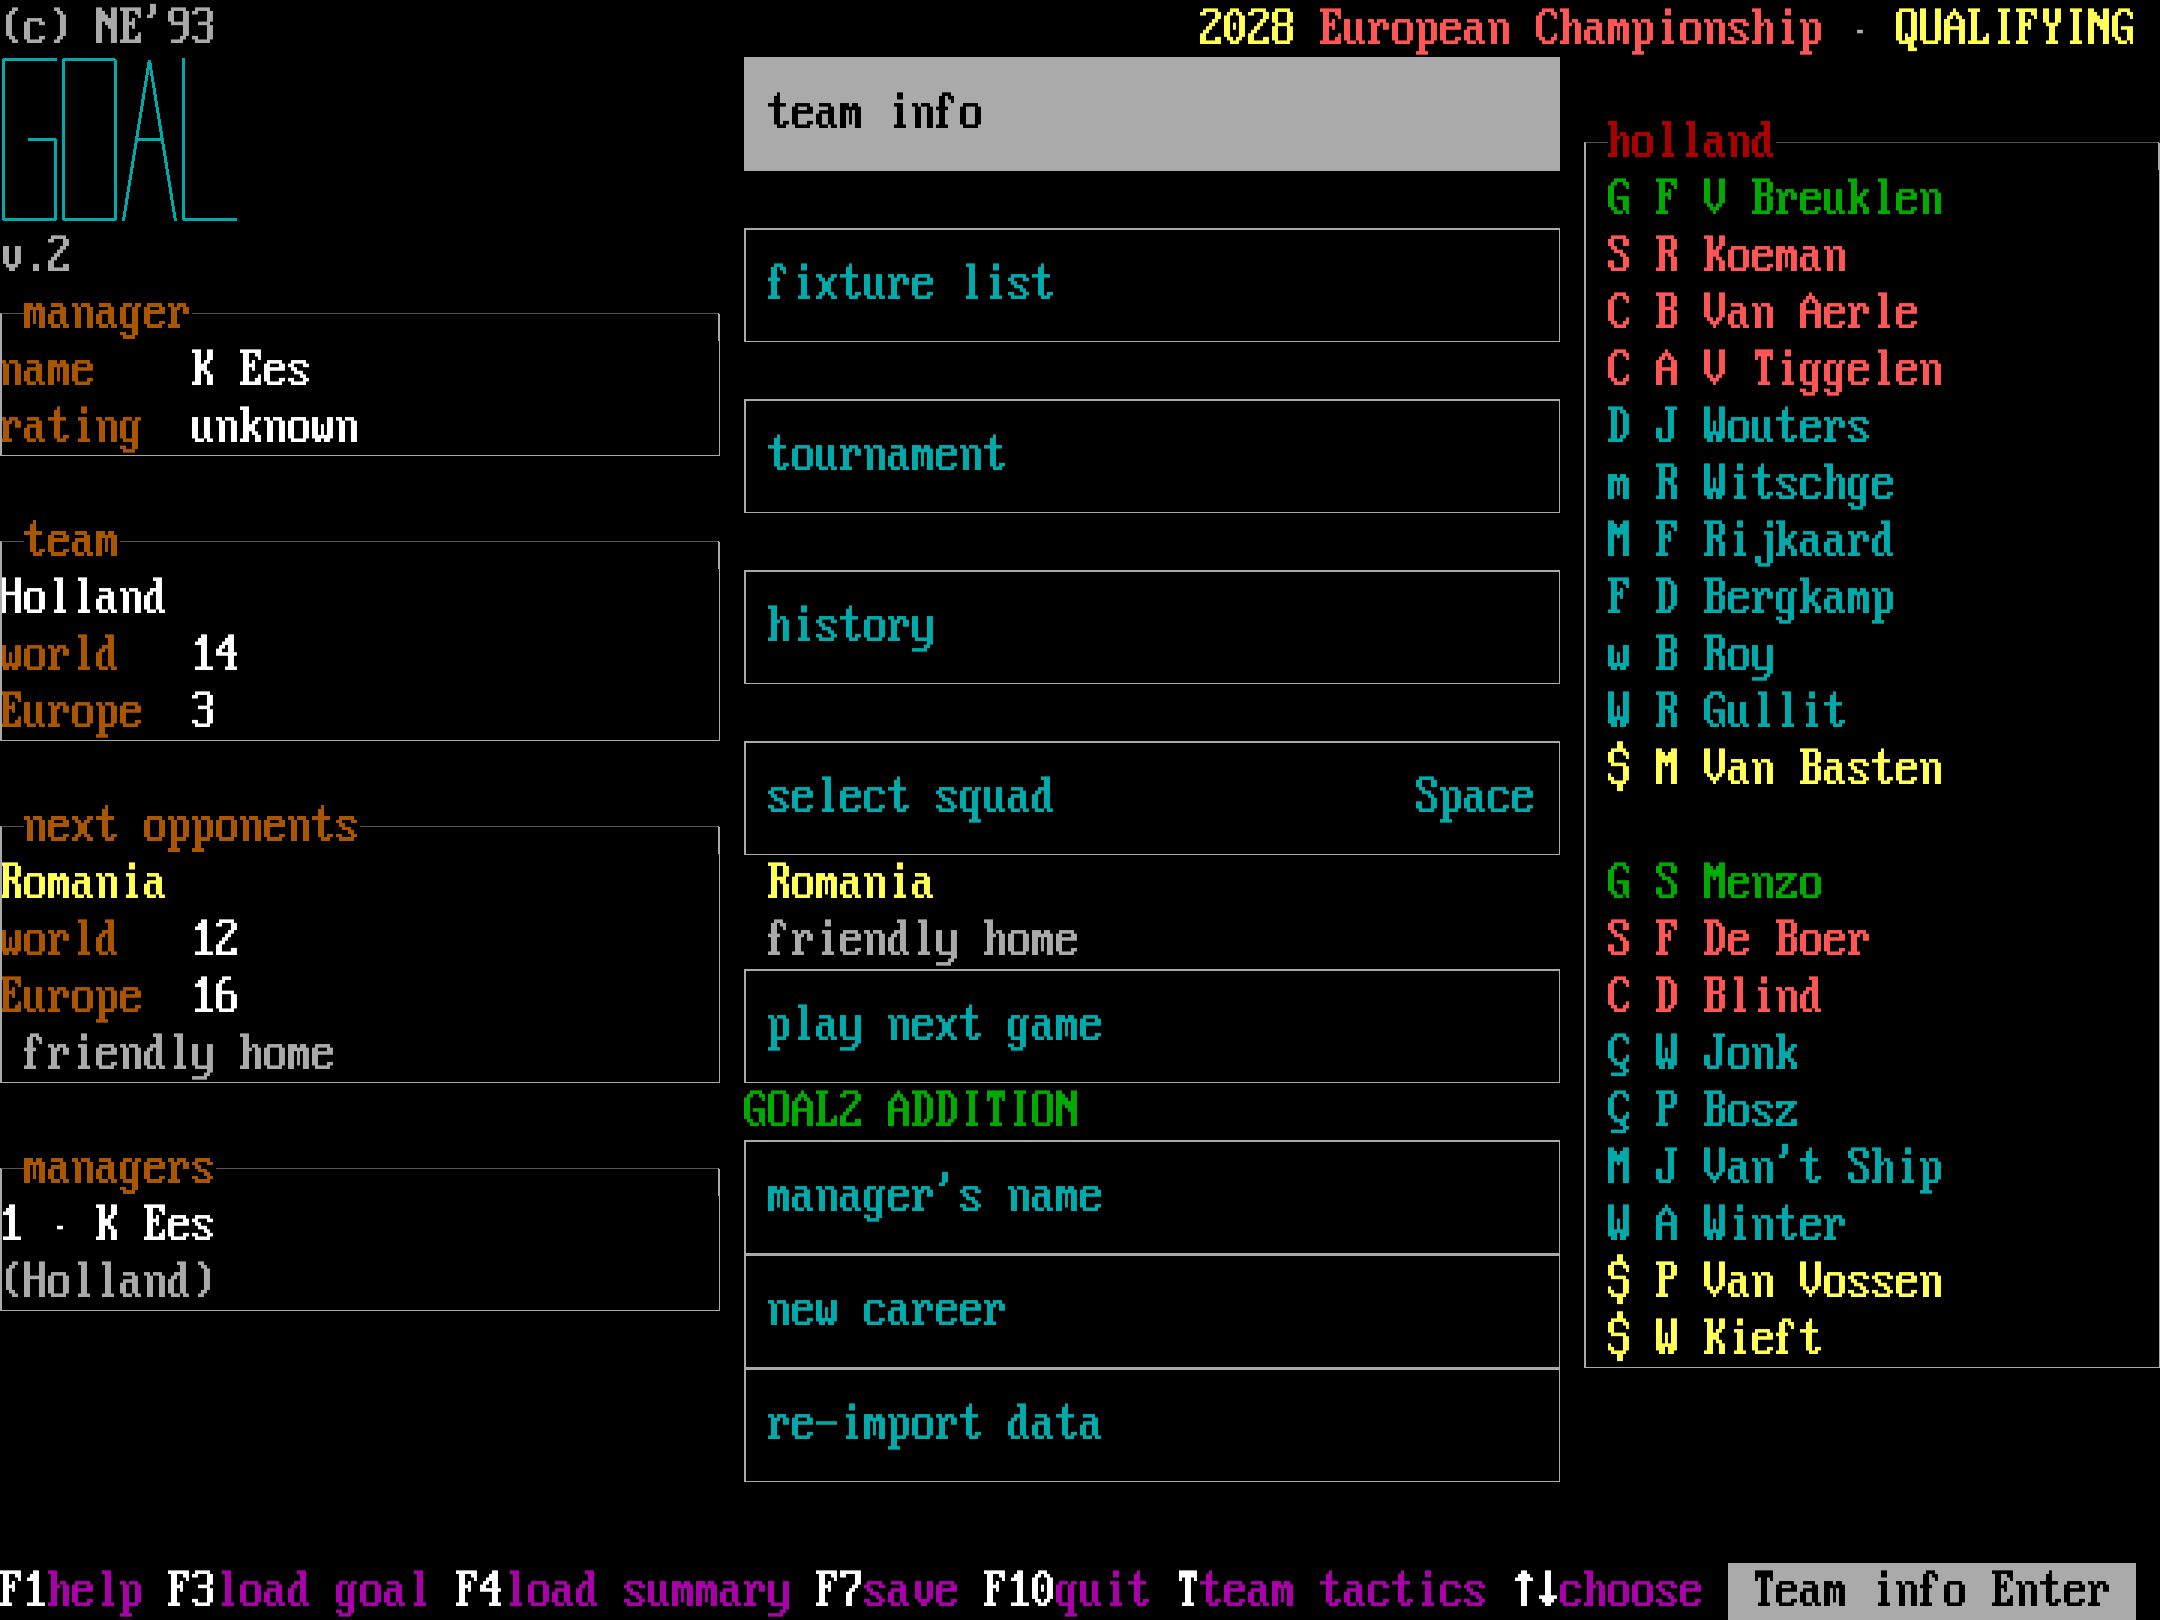 (c) NE'93
2028 European Championship · QUALIFYING
GOAL
v.2
manager
name K Ees
rating unknown
team
Holland
world 14
Europe 3
next opponents
Romania
world 12
Europe 16
friendly home
managers
1 · K Ees
(Holland)
team info
fixture list
tournament
history
select squad Space
Romania
friendly home
play next game
GOAL2 ADDITION
manager's name
new career
re-import data
holland
G F V Breuklen
S R Koeman
C B Van Aerle
C A V Tiggelen
D J Wouters
m R Witschge
M F Rijkaard
F D Bergkamp
w B Roy
W R Gullit
$ M Van Basten
G S Menzo
S F De Boer
C D Blind
Ç W Jonk
Ç P Bosz
M J Van't Ship
W A Winter
$ P Van Vossen
$ W Kieft
F1help F3load goal F4load summary F7save F10quit Tteam tactics ↑↓choose Team info Enter